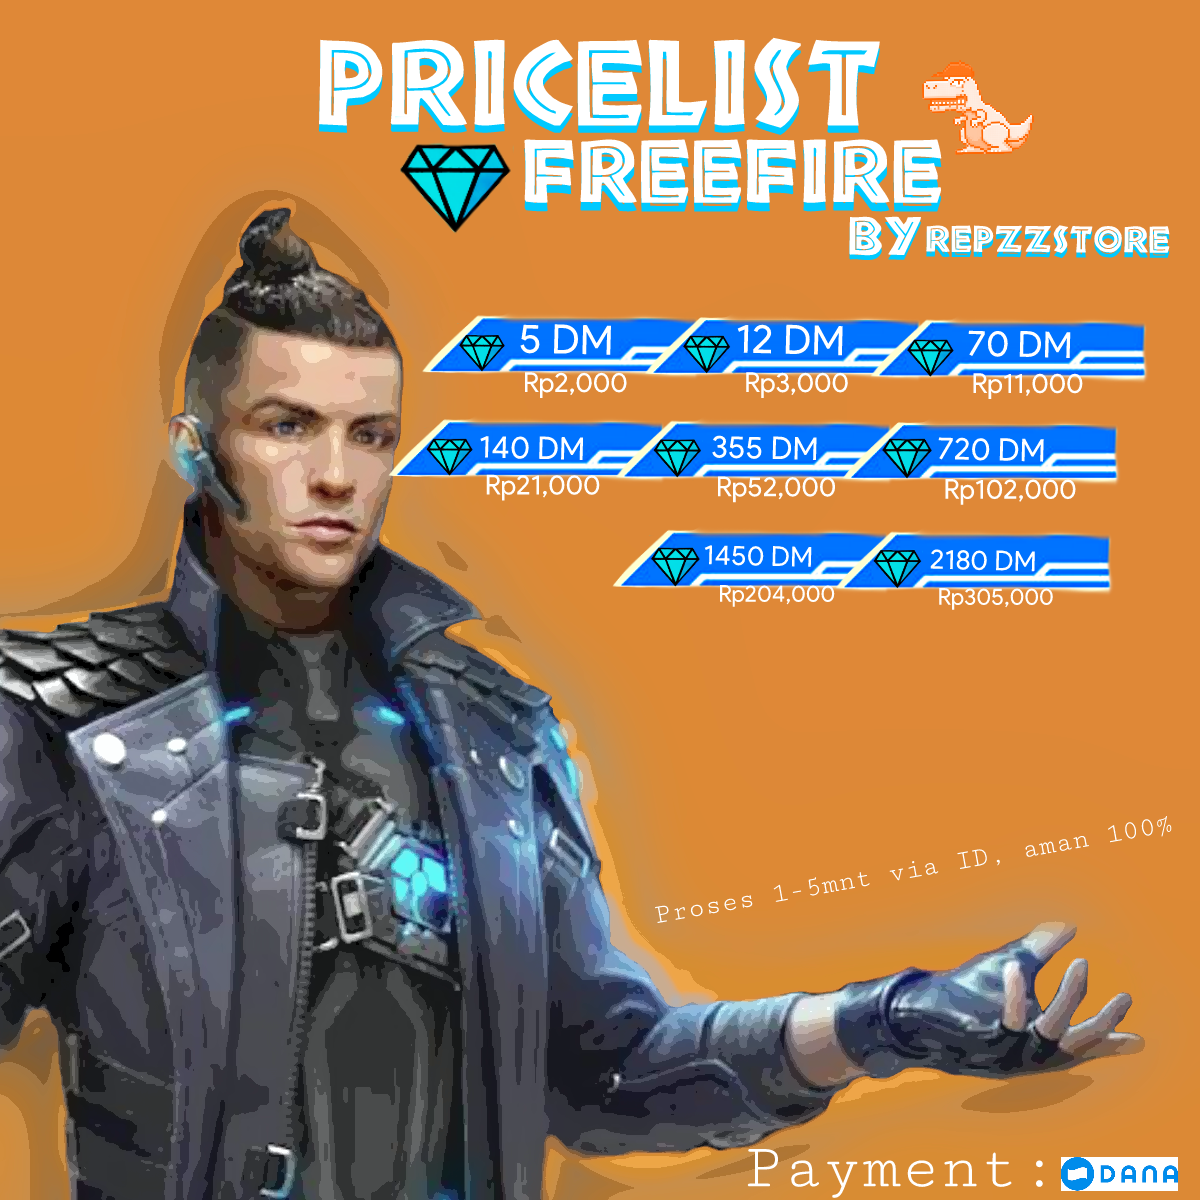 PRICELIST
FREEFIRE
BY REPZZSTORE
5 DM 12 DM 70 DM
Rp2,000 Rp3,000 Rp11,000
140 DM 355 DM 720 DM
Rp21,000 Rp52,000 Rp102,000
1450 DM 2180 DM
Rp204,000 Rp305,000
Proses 1-5mnt via ID, aman 100%
Payment : DANA